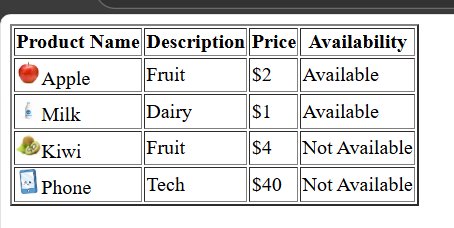 Product Name Description Price Availability
Apple Fruit $2 Available
Milk Dairy $1 Available
Kiwi Fruit $4 Not Available
Phone Tech $40 Not Available